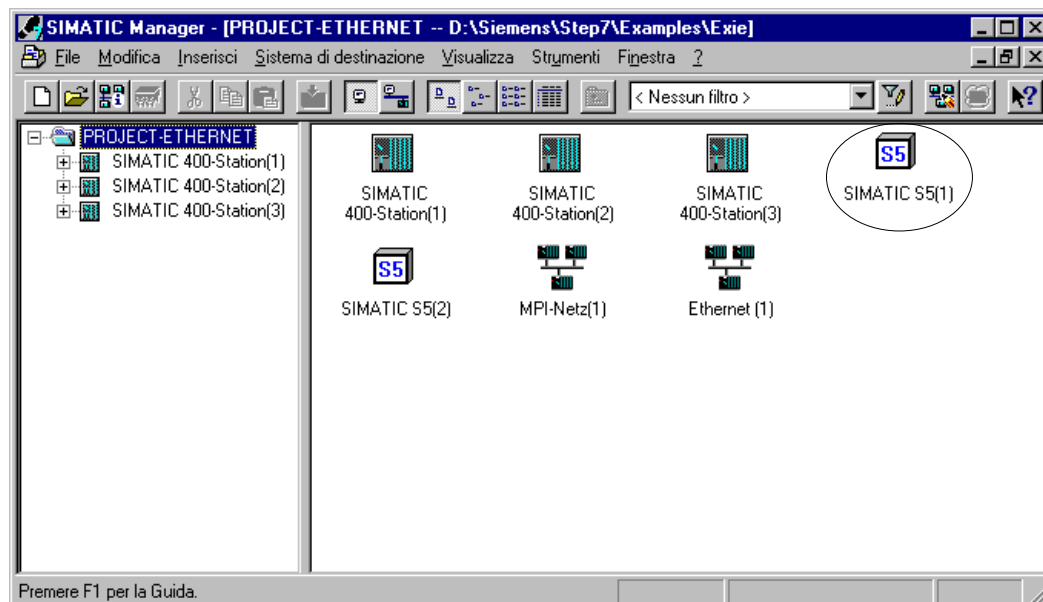 SIMATIC Manager - [PROJECT-ETHERNET -- D:\Siemens\Step7\Examples\Exie]
File Modifica Inserisci Sistema di destinazione Visualizza Strumenti Finestra ?
< Nessun filtro >
PROJECT-ETHERNET
SIMATIC 400-Station(1)
SIMATIC 400-Station(2)
SIMATIC 400-Station(3)
SIMATIC
400-Station(1)
SIMATIC
400-Station(2)
SIMATIC
400-Station(3)
S5
SIMATIC S5(1)
S5
SIMATIC S5(2)
MPI-Netz(1)
Ethernet (1)
Premere F1 per la Guida.